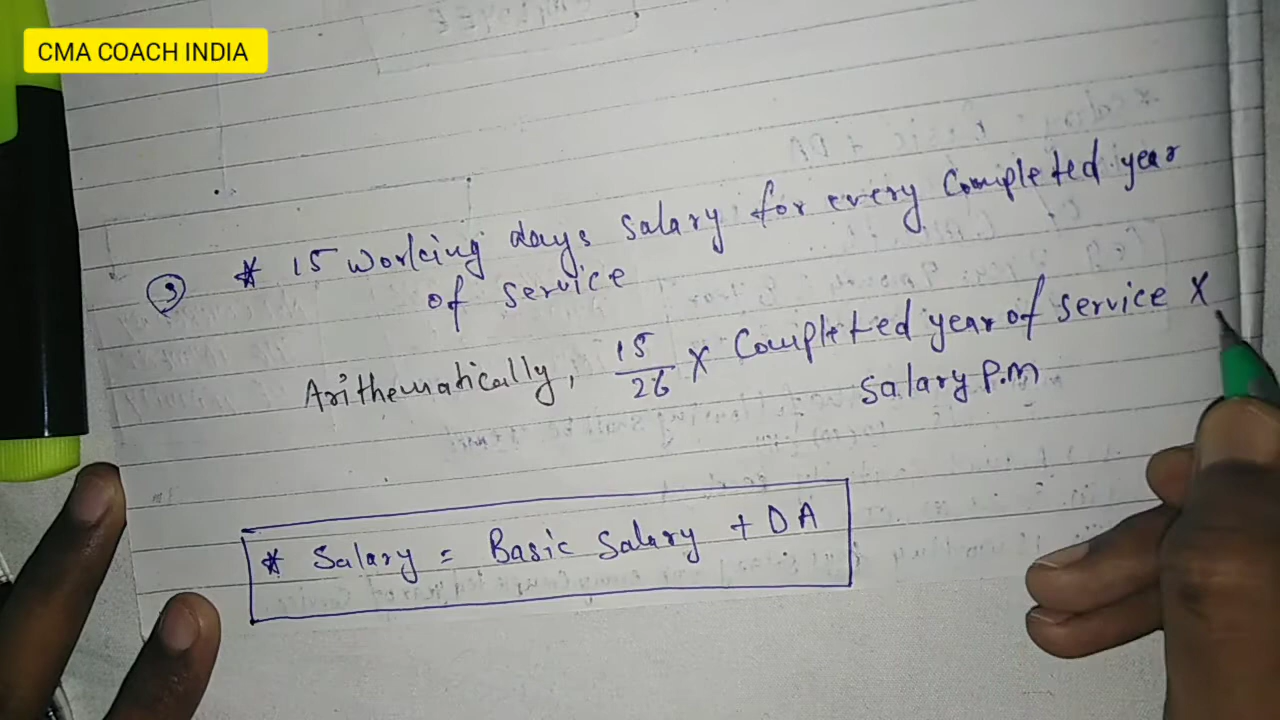 CMA COACH INDIA
③ * 15 Working days Salary for every Completed year
of service
Arithematically, 15/26 X Completed year of service X
Salary P.M
* Salary = Basic Salary + DA